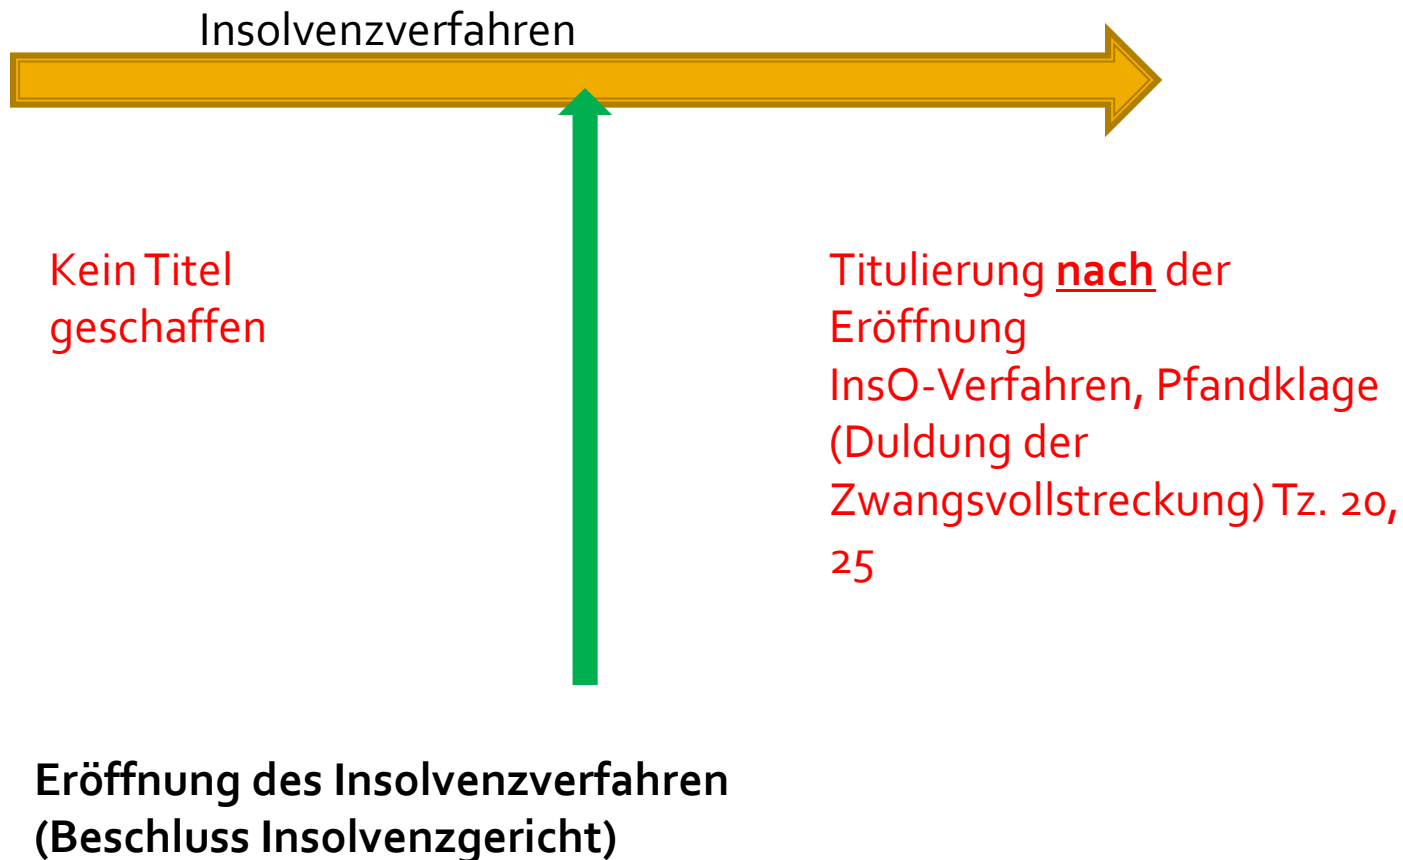 Insolvenzverfahren
Kein Titel
geschaffen
Titulierung nach der
Eröffnung
InsO-Verfahren, Pfandklage
(Duldung der
Zwangsvollstreckung) Tz. 20,
25
Eröffnung des Insolvenzverfahren
(Beschluss Insolvenzgericht)